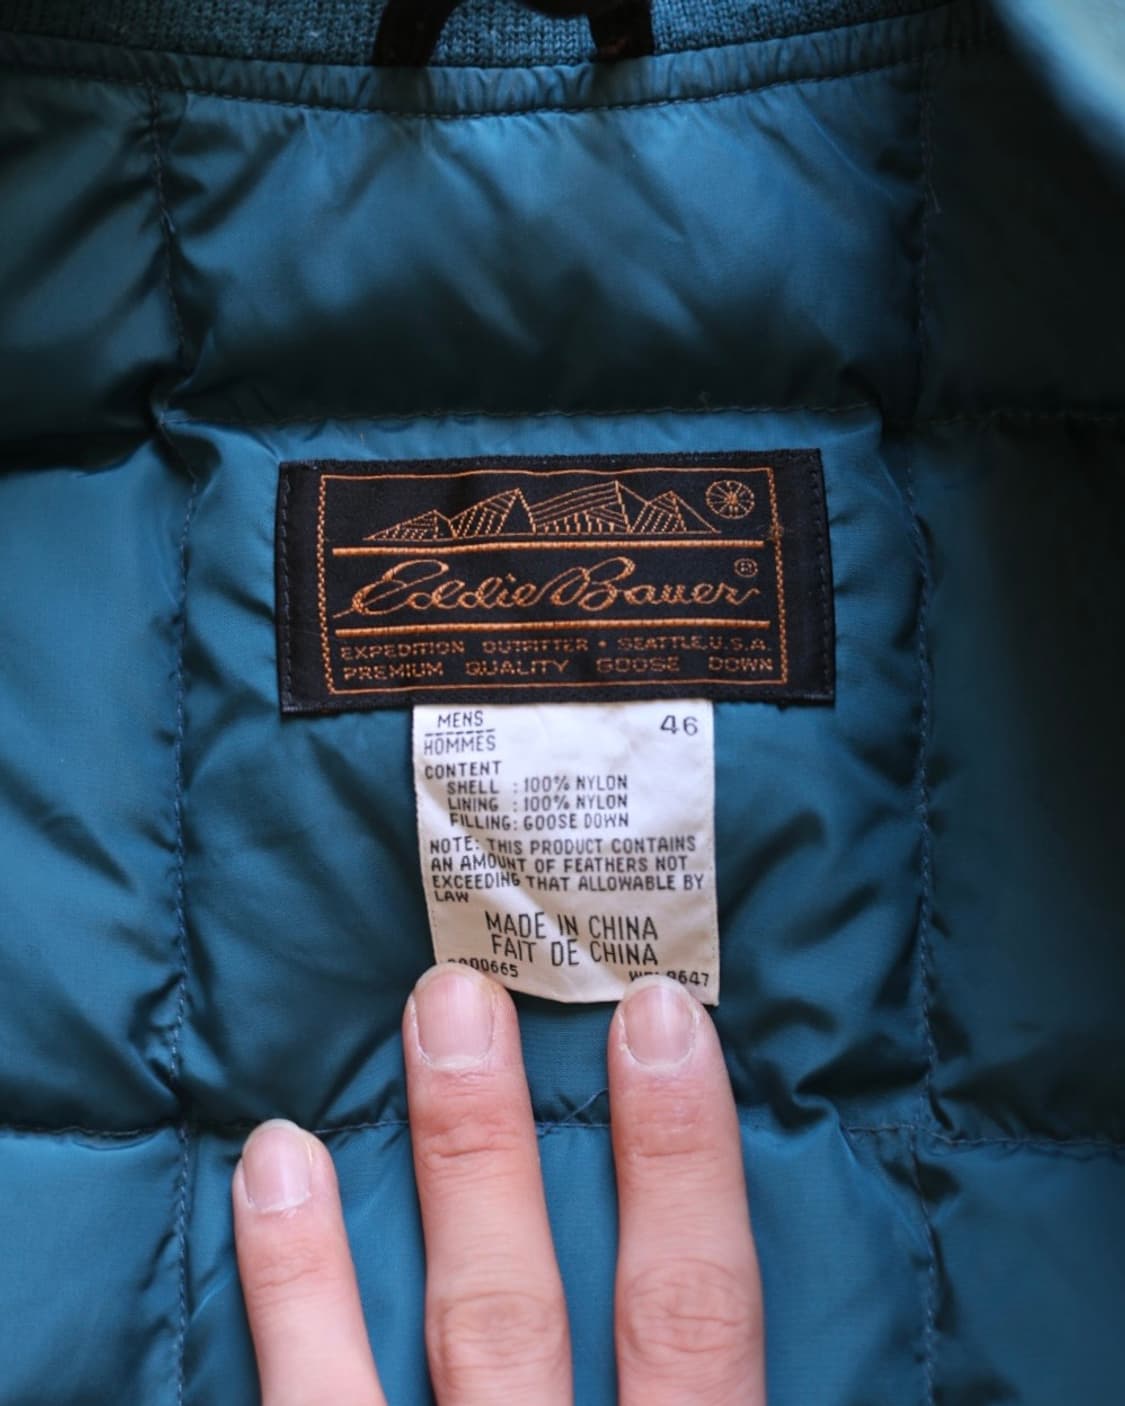 Eddie Bauer®
EXPEDITION OUTFITTER • SEATTLE, U.S.A.
PREMIUM QUALITY GOOSE DOWN
MENS 46
HOMMES
CONTENT
SHELL : 100% NYLON
LINING : 100% NYLON
FILLING: GOOSE DOWN
NOTE: THIS PRODUCT CONTAINS
AN AMOUNT OF FEATHERS NOT
EXCEEDING THAT ALLOWABLE BY
LAW
MADE IN CHINA
FAIT DE CHINA